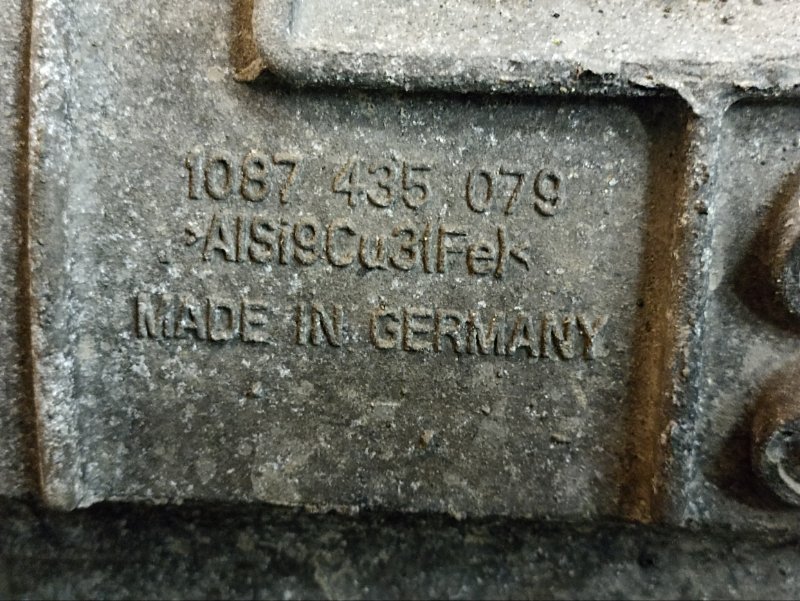 1087 435 079
>AlSi9Cu3(Fe)<
MADE IN GERMANY